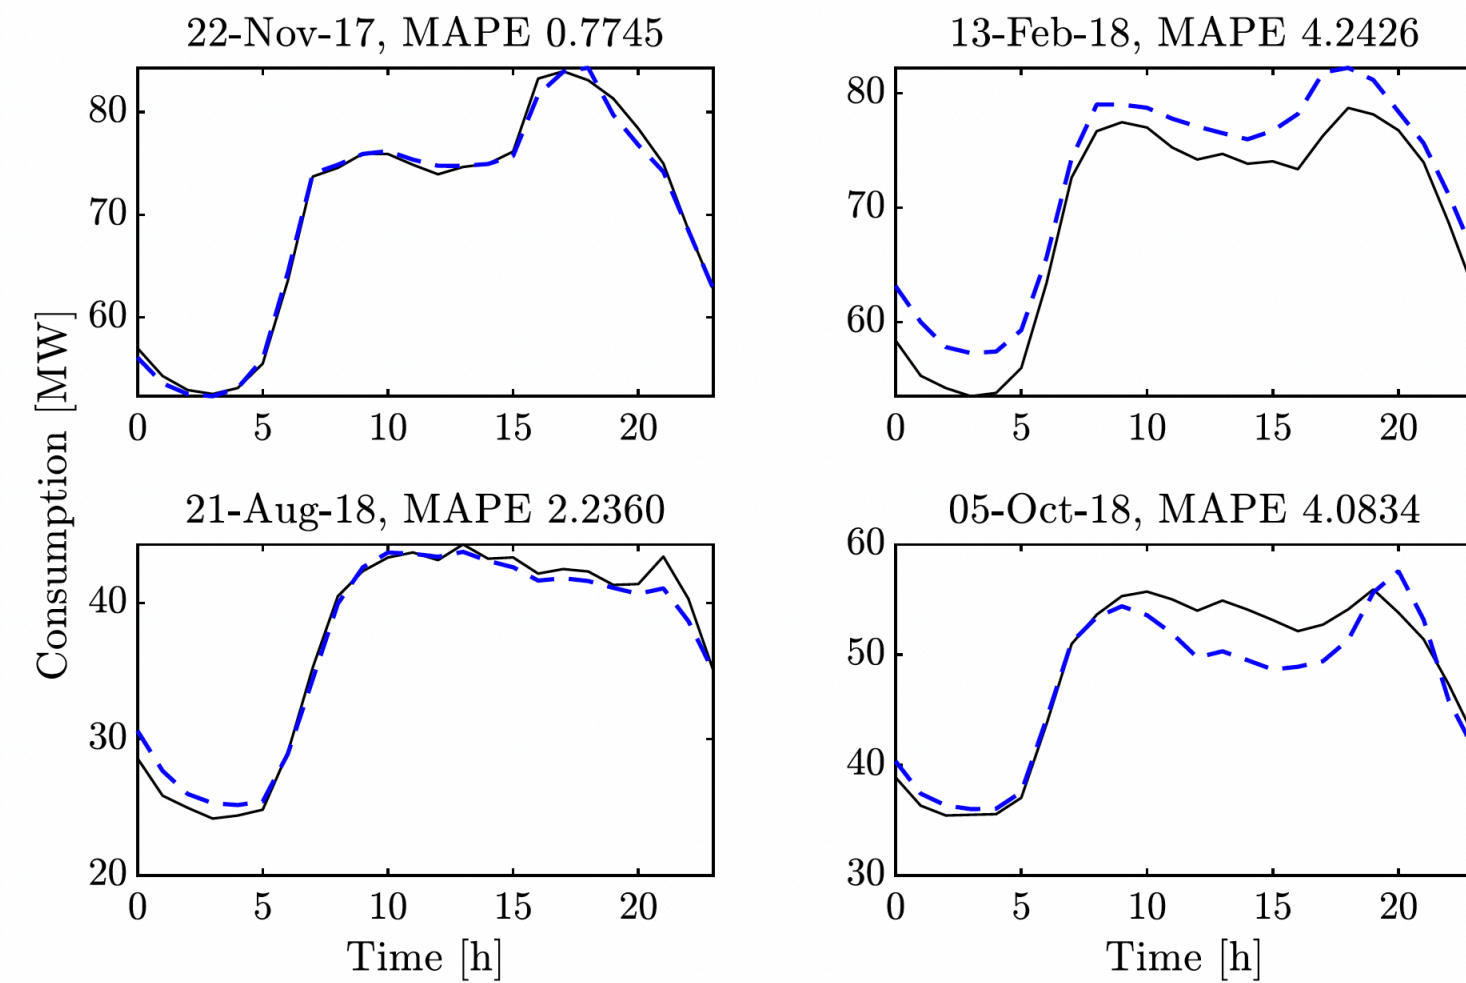 22-Nov-17, MAPE 0.7745
80
70
60
0 5 10 15 20
13-Feb-18, MAPE 4.2426
80
70
60
0 5 10 15 20
Consumption [MW]
21-Aug-18, MAPE 2.2360
40
30
20
0 5 10 15 20
Time [h]
05-Oct-18, MAPE 4.0834
60
50
40
30
0 5 10 15 20
Time [h]